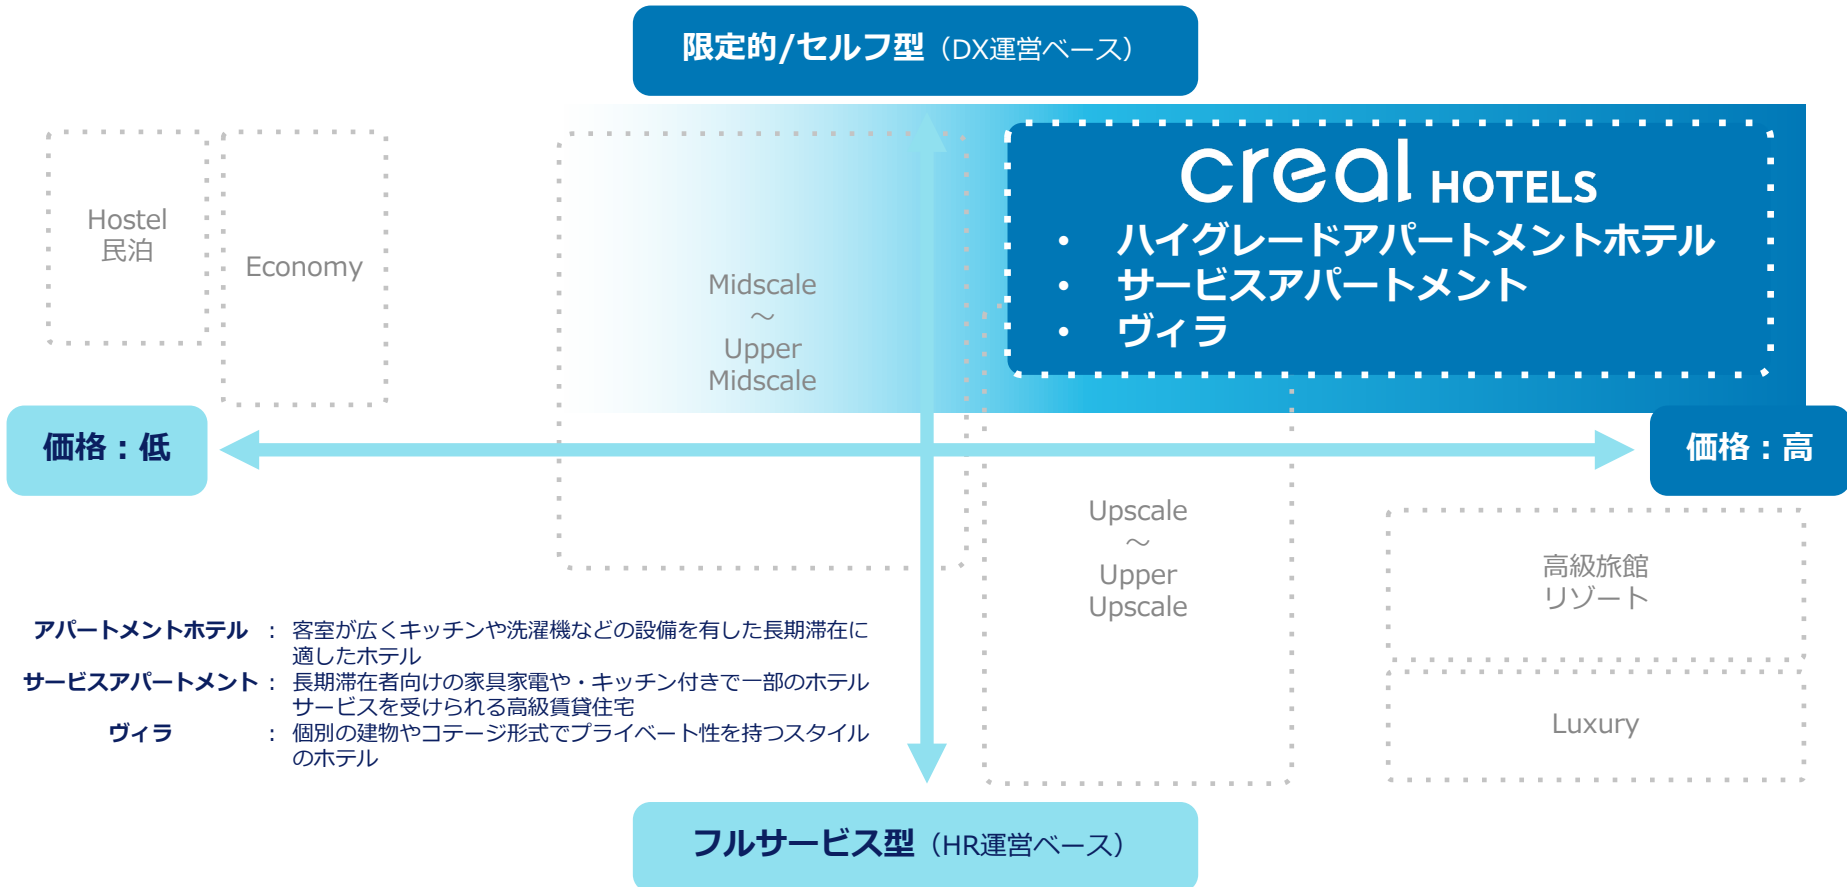 限定的/セルフ型（DX運営ベース）
creal HOTELS
・ ハイグレードアパートメントホテル
・ サービスアパートメント
・ ヴィラ
Hostel
民泊
Economy
Midscale
～
Upper
Midscale
価格：低
価格：高
Upscale
～
Upper
Upscale
高級旅館
リゾート
Luxury
アパートメントホテル ： 客室が広くキッチンや洗濯機などの設備を有した長期滞在に
適したホテル
サービスアパートメント： 長期滞在者向けの家具家電や・キッチン付きで一部のホテル
サービスを受けられる高級賃貸住宅
ヴィラ ： 個別の建物やコテージ形式でプライベート性を持つスタイル
のホテル
フルサービス型（HR運営ベース）